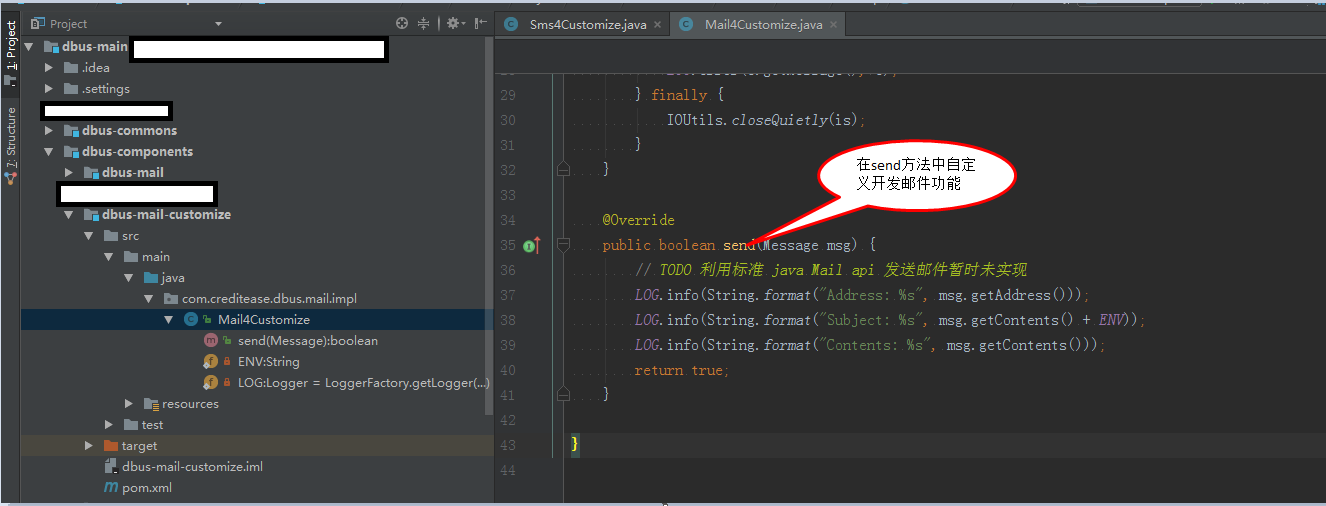 Project
Sms4Customize.java
Mail4Customize.java
1: Project
7: Structure
dbus-main
.idea
.settings
dbus-commons
dbus-components
dbus-mail
dbus-mail-customize
src
main
java
com.creditease.dbus.mail.impl
Mail4Customize
send(Message):boolean
ENV:String
LOG:Logger = LoggerFactory.getLogger(...)
resources
test
target
dbus-mail-customize.iml
pom.xml
29 } finally {
30 IOUtils.closeQuietly(is);
31 }
32 }
33
34 @Override
35 public boolean send(Message msg) {
36 // TODO 利用标准 java Mail api 发送邮件暂时未实现
37 LOG.info(String.format("Address: %s", msg.getAddress()));
38 LOG.info(String.format("Subject: %s", msg.getContents() + ENV));
39 LOG.info(String.format("Contents: %s", msg.getContents()));
40 return true;
41 }
42
43 }
44
在send方法中自定
义开发邮件功能